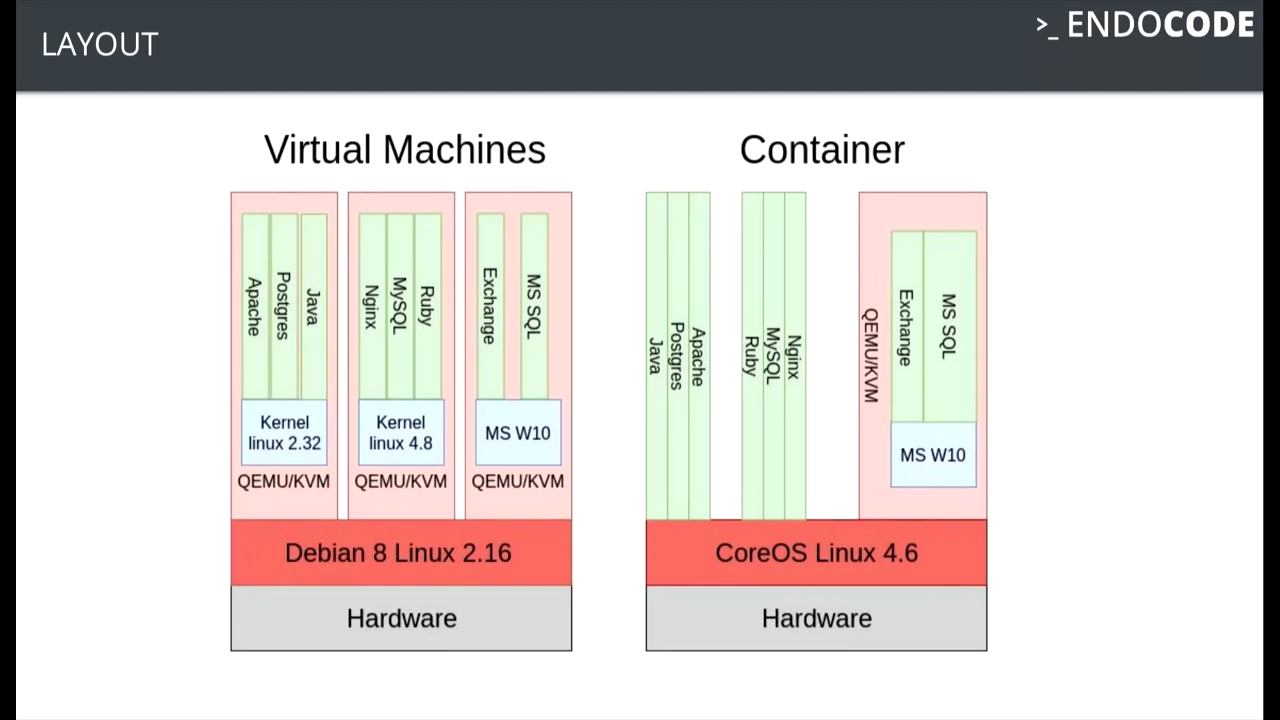 LAYOUT
>_ ENDOCODE
Virtual Machines
Apache
Postgres
Java
Kernel
linux 2.32
QEMU/KVM
Nginx
MySQL
Ruby
Kernel
linux 4.8
QEMU/KVM
Exchange
MS SQL
MS W10
QEMU/KVM
Debian 8 Linux 2.16
Hardware
Container
Java
Postgres
Apache
Ruby
MySQL
Nginx
QEMU/KVM
Exchange
MS SQL
MS W10
CoreOS Linux 4.6
Hardware